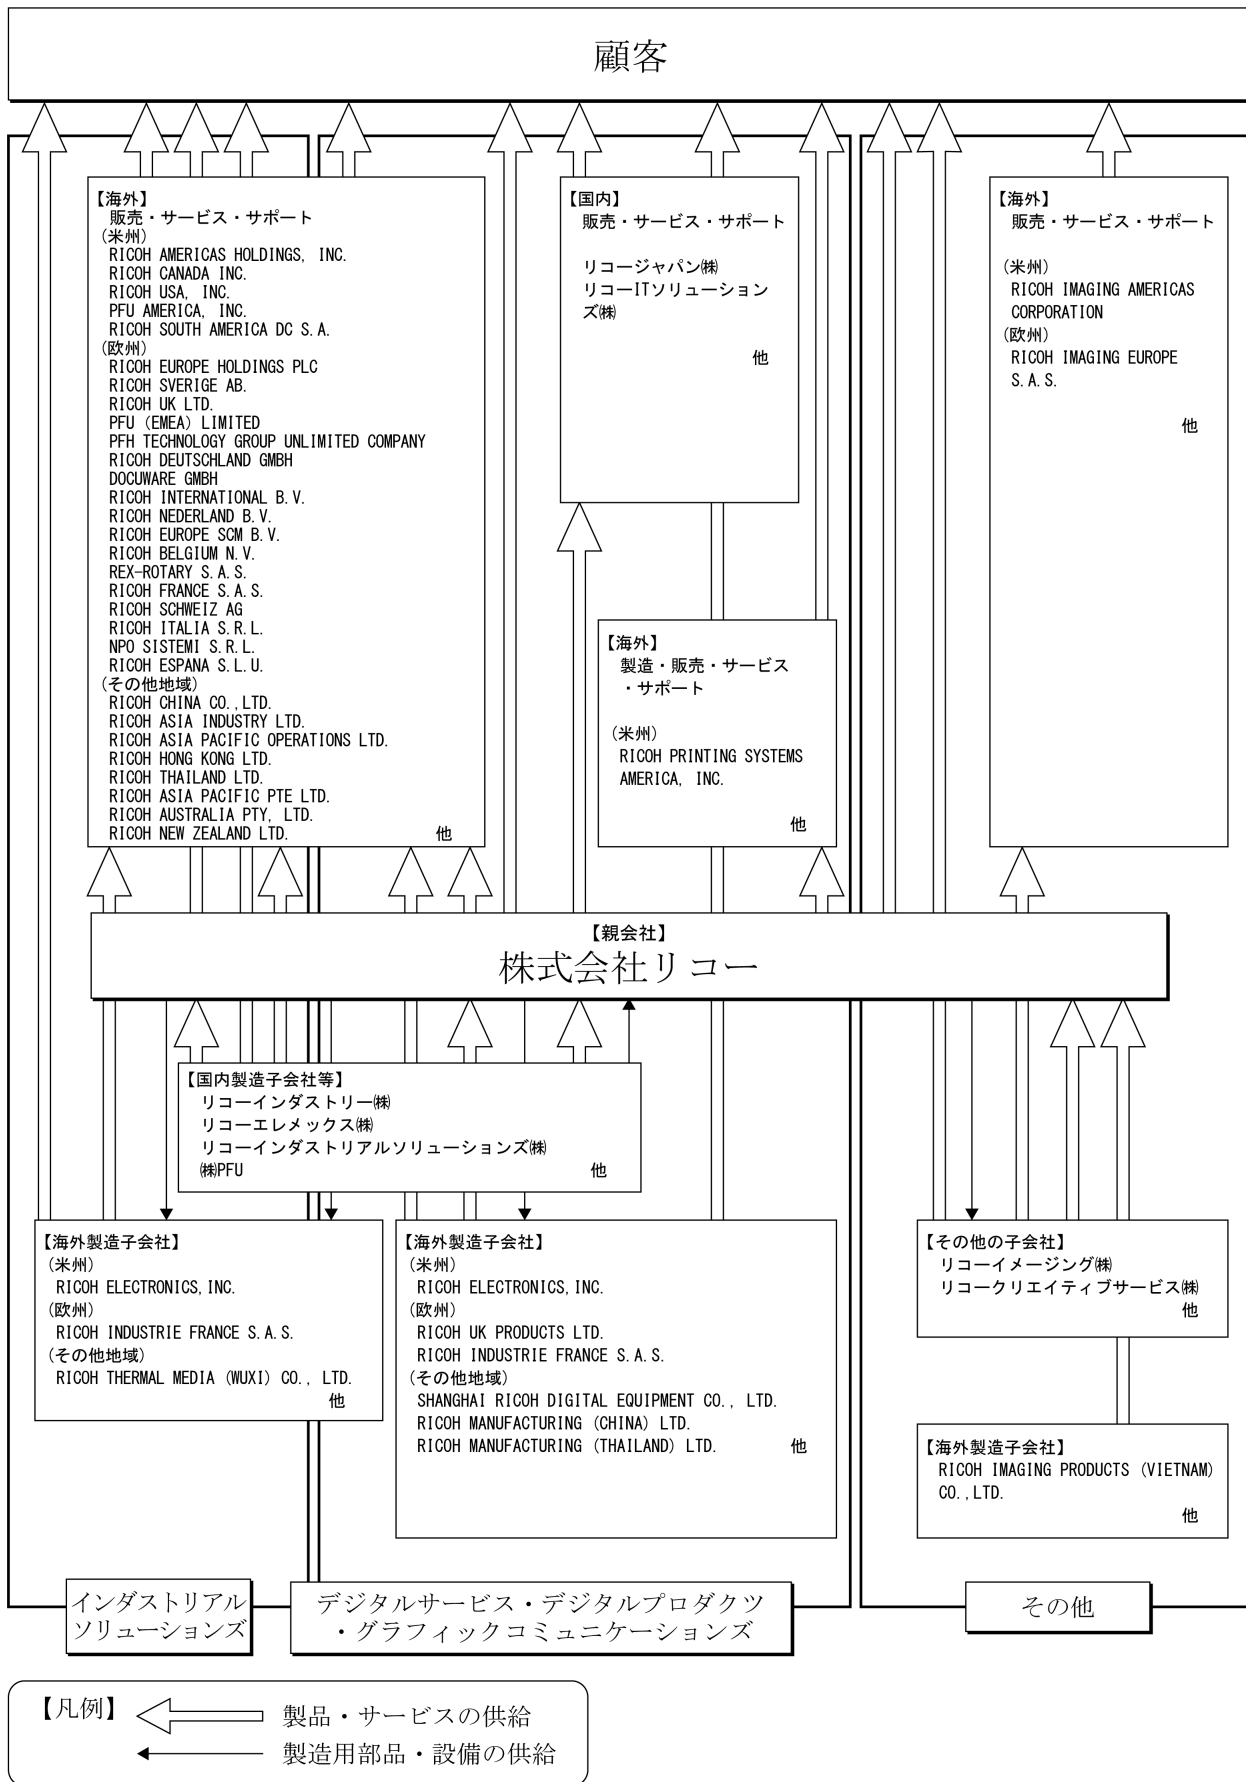 顧客
【海外】
販売・サービス・サポート
(米州)
RICOH AMERICAS HOLDINGS, INC.
RICOH CANADA INC.
RICOH USA, INC.
PFU AMERICA, INC.
RICOH SOUTH AMERICA DC S.A.
(欧州)
RICOH EUROPE HOLDINGS PLC
RICOH SVERIGE AB.
RICOH UK LTD.
PFU (EMEA) LIMITED
PFH TECHNOLOGY GROUP UNLIMITED COMPANY
RICOH DEUTSCHLAND GMBH
DOCUWARE GMBH
RICOH INTERNATIONAL B.V.
RICOH NEDERLAND B.V.
RICOH EUROPE SCM B.V.
RICOH BELGIUM N.V.
REX-ROTARY S.A.S.
RICOH FRANCE S.A.S.
RICOH SCHWEIZ AG
RICOH ITALIA S.R.L.
NPO SISTEMI S.R.L.
RICOH ESPANA S.L.U.
(その他地域)
RICOH CHINA CO.,LTD.
RICOH ASIA INDUSTRY LTD.
RICOH ASIA PACIFIC OPERATIONS LTD.
RICOH HONG KONG LTD.
RICOH THAILAND LTD.
RICOH ASIA PACIFIC PTE LTD.
RICOH AUSTRALIA PTY, LTD.
RICOH NEW ZEALAND LTD. 他
【国内】
販売・サービス・サポート
リコージャパン㈱
リコーITソリューション
ズ㈱
他
【海外】
製造・販売・サービス
・サポート
(米州)
RICOH PRINTING SYSTEMS
AMERICA, INC.
他
【海外】
販売・サービス・サポート
(米州)
RICOH IMAGING AMERICAS
CORPORATION
(欧州)
RICOH IMAGING EUROPE
S.A.S.
他
【親会社】
株式会社リコー
【国内製造子会社等】
リコーインダストリー㈱
リコーエレメックス㈱
リコーインダストリアルソリューションズ㈱
㈱PFU 他
【海外製造子会社】
(米州)
RICOH ELECTRONICS,INC.
(欧州)
RICOH INDUSTRIE FRANCE S.A.S.
(その他地域)
RICOH THERMAL MEDIA (WUXI) CO., LTD.
他
【海外製造子会社】
(米州)
RICOH ELECTRONICS,INC.
(欧州)
RICOH UK PRODUCTS LTD.
RICOH INDUSTRIE FRANCE S.A.S.
(その他地域)
SHANGHAI RICOH DIGITAL EQUIPMENT CO., LTD.
RICOH MANUFACTURING (CHINA) LTD.
RICOH MANUFACTURING (THAILAND) LTD. 他
【その他の子会社】
リコーイメージング㈱
リコークリエイティブサービス㈱
他
【海外製造子会社】
RICOH IMAGING PRODUCTS (VIETNAM)
CO.,LTD.
他
インダストリアル
ソリューションズ
デジタルサービス・デジタルプロダクツ
・グラフィックコミュニケーションズ
その他
【凡例】
製品・サービスの供給
製造用部品・設備の供給